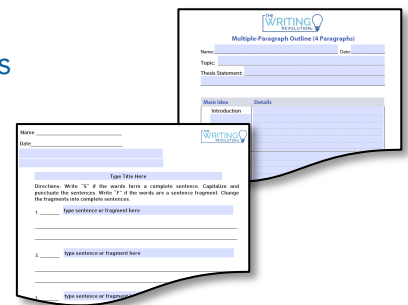 s
THE
WRITING
REVOLUTION
Multiple-Paragraph Outline (4 Paragraphs)
Name: Date:
Topic:
Thesis Statement:
Main Idea Details
Introduction
Name
Date
THE
WRITING
REVOLUTION
Type Title Here
Directions: Write "S" if the words form a complete sentence. Capitalize and
punctuate the sentences. Write "F" if the words are a sentence fragment. Change
the fragments into complete sentences.
1. type sentence or fragment here
2. type sentence or fragment here
type sentence or fragment